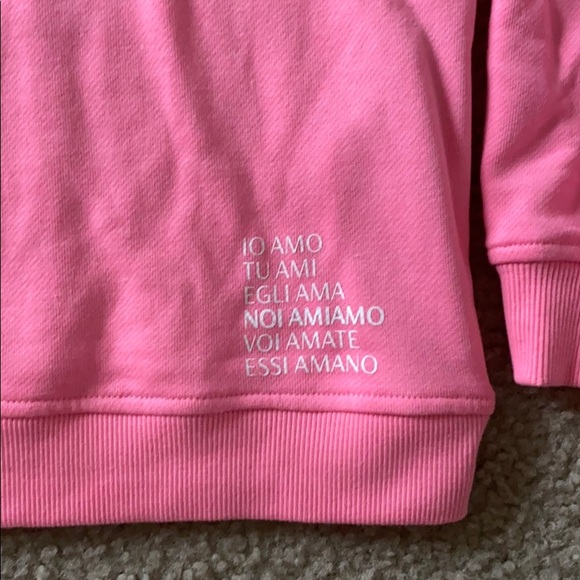 IO AMO
TU AMI
EGLI AMA
NOI AMIAMO
VOI AMATE
ESSI AMANO